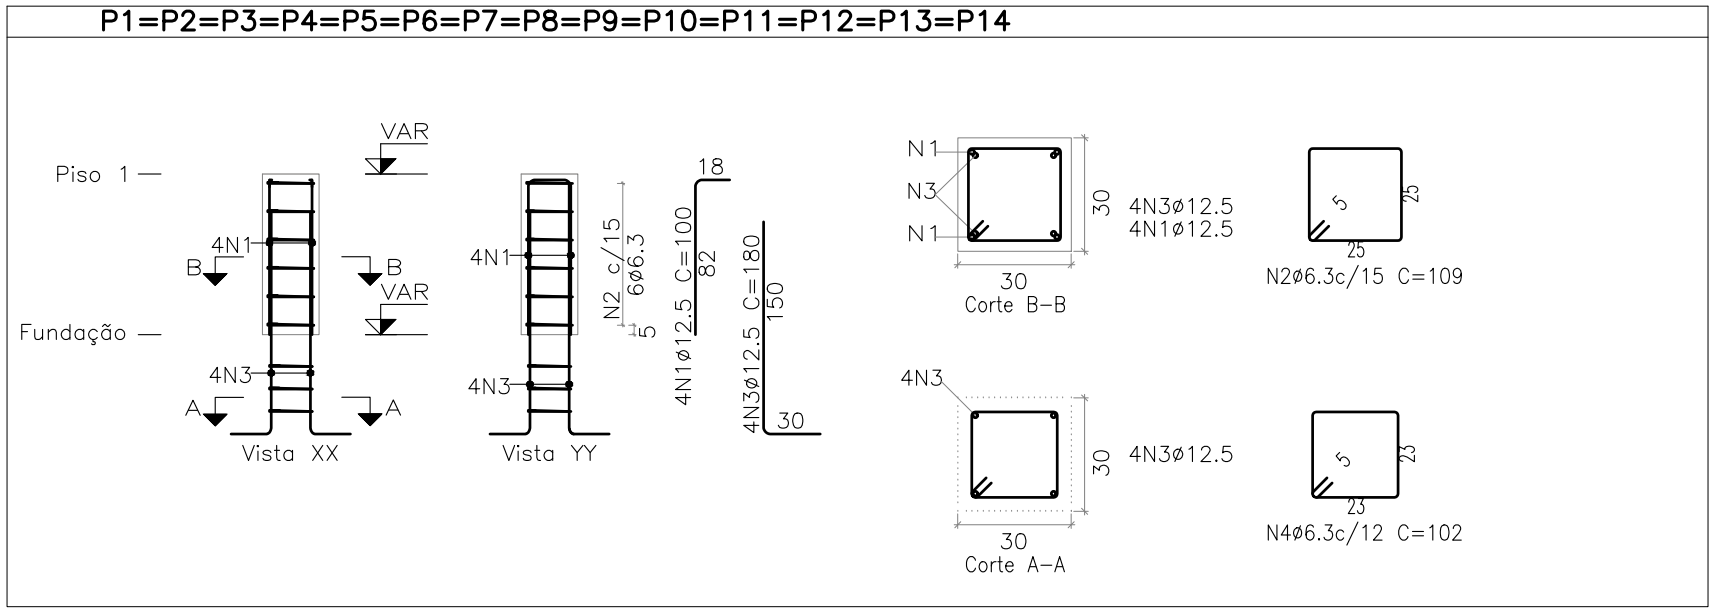 P1=P2=P3=P4=P5=P6=P7=P8=P9=P10=P11=P12=P13=P14
VAR
Piso 1
4N1
B B
VAR
Fundação
4N3
A A
Vista XX
4N1
4N3
Vista YY
N2 c/15
6ø6.3
5
18
4N1ø12.5 C=100
82
4N3ø12.5 C=180
150
30
N1
N3
N1
30
30
Corte B-B
4N3ø12.5
4N1ø12.5
5
25
25
N2ø6.3c/15 C=109
4N3
30
30
Corte A-A
4N3ø12.5
5
23
23
N4ø6.3c/12 C=102